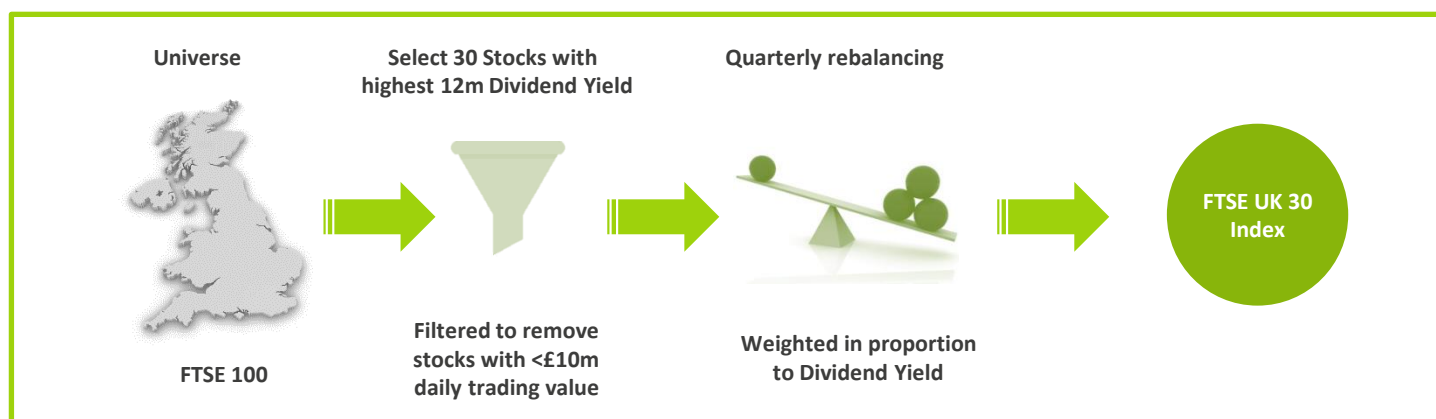 Universe
FTSE 100
Select 30 Stocks with
highest 12m Dividend Yield
Filtered to remove
stocks with <£10m
daily trading value
Quarterly rebalancing
Weighted in proportion
to Dividend Yield
FTSE UK 30
Index